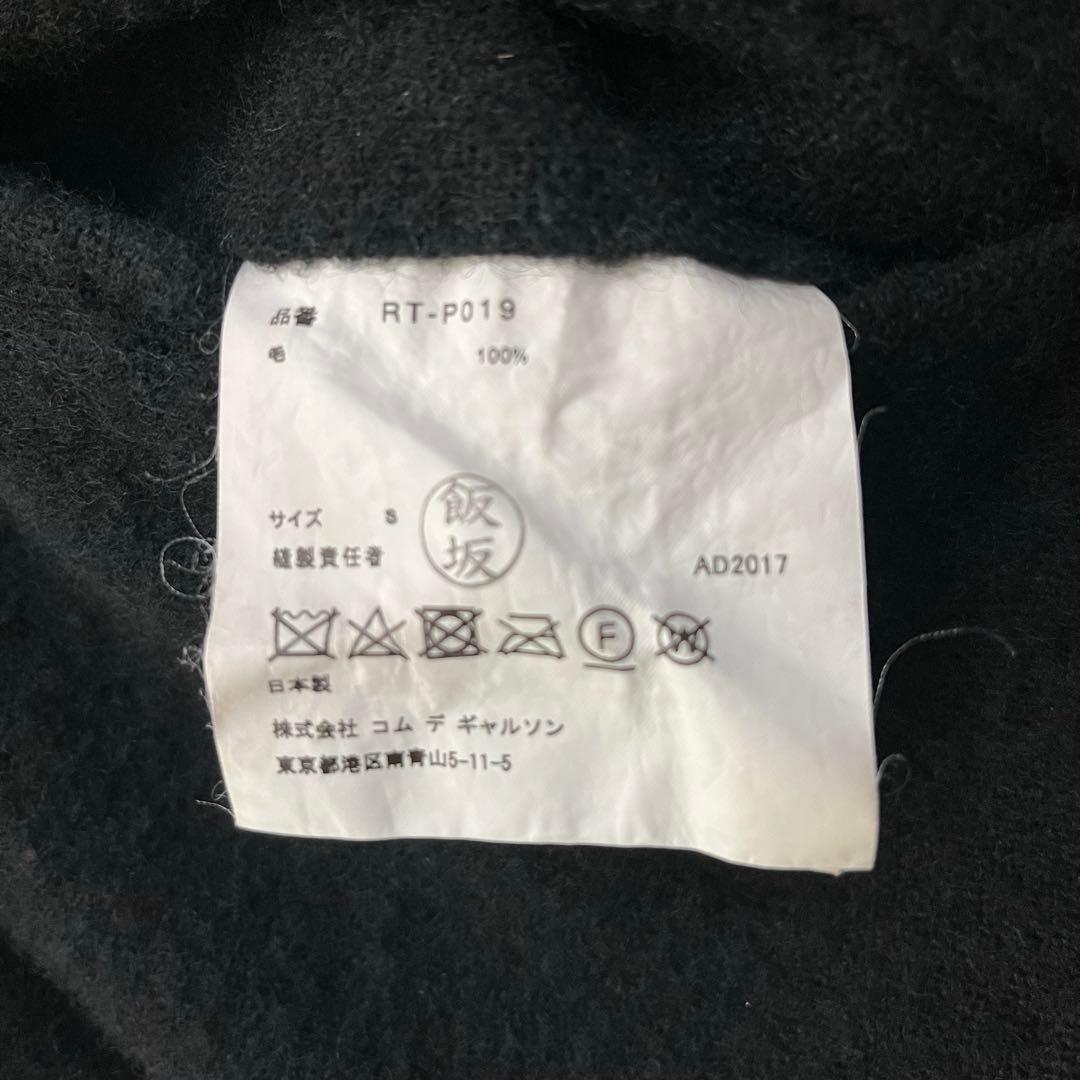 品番 RT-P019
毛 100%
サイズ S
飯坂
縫製責任者
AD2017
F
W
日本製
株式会社 コム デ ギャルソン
東京都港区南青山5-11-5